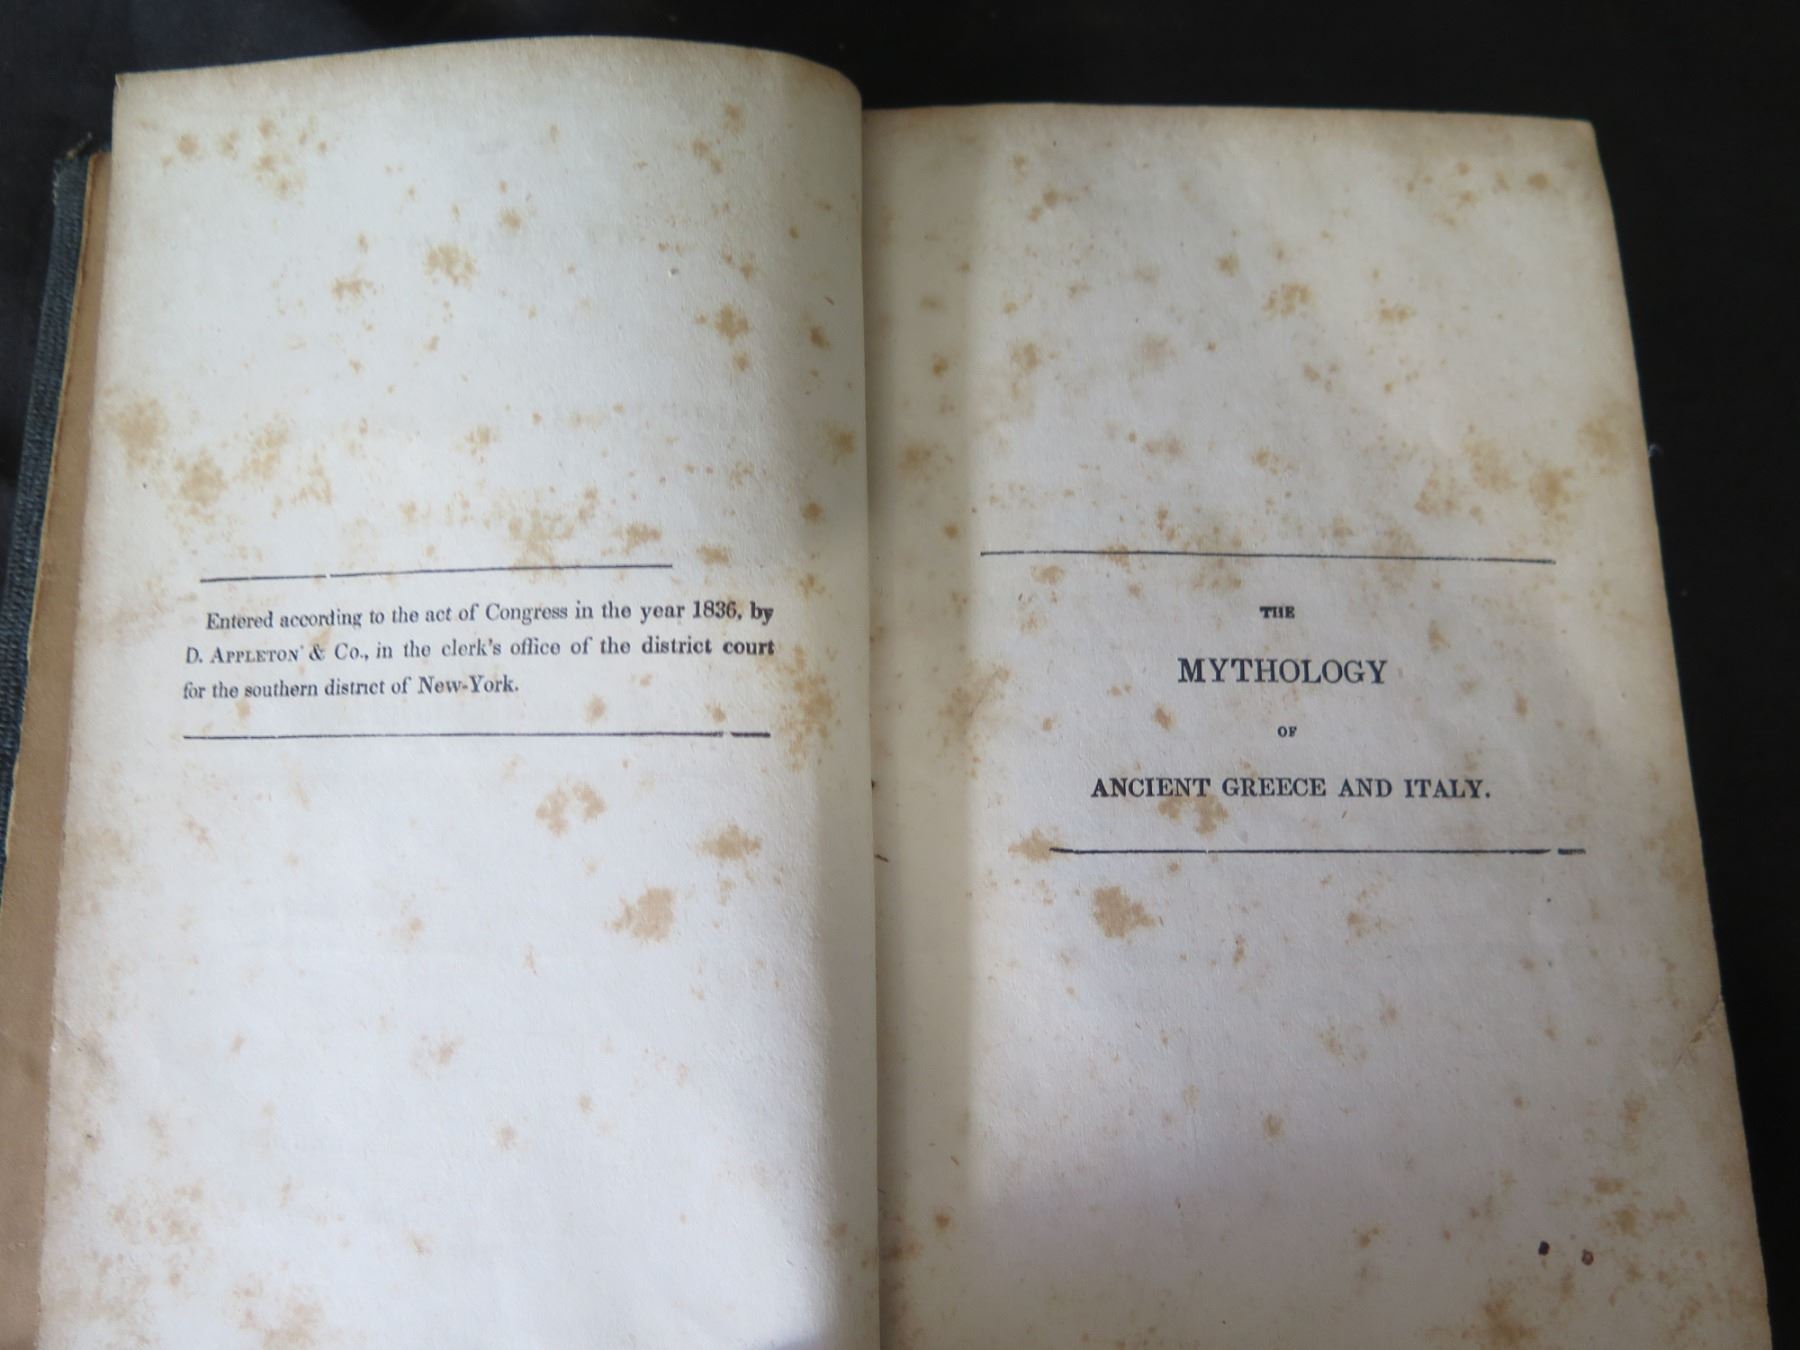 Entered according to the act of Congress in the year 1836, by
D. APPLETON & Co., in the clerk's office of the district court
for the southern district of New-York.
THE
MYTHOLOGY
OF
ANCIENT GREECE AND ITALY.